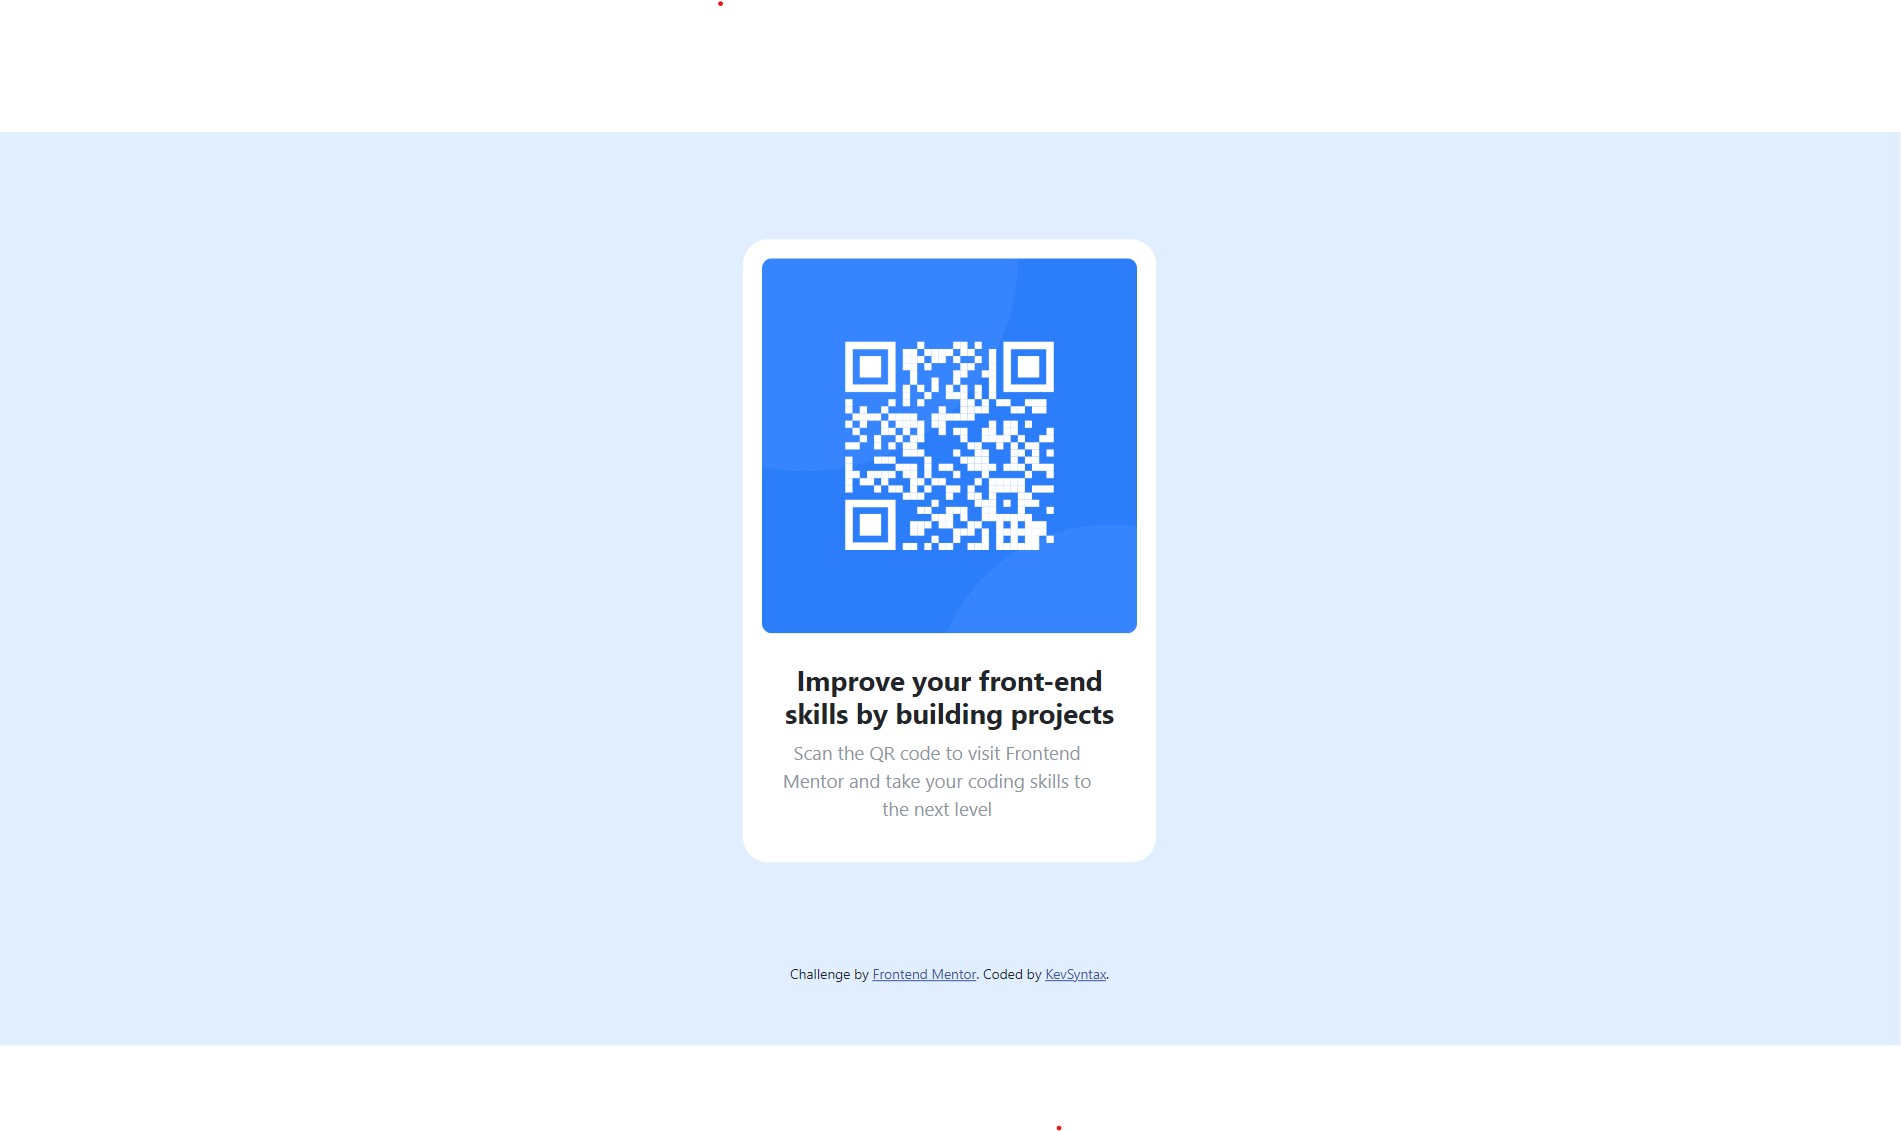 Improve your front-end
skills by building projects
Scan the QR code to visit Frontend
Mentor and take your coding skills to
the next level
Challenge by Frontend Mentor. Coded by KevSyntax.